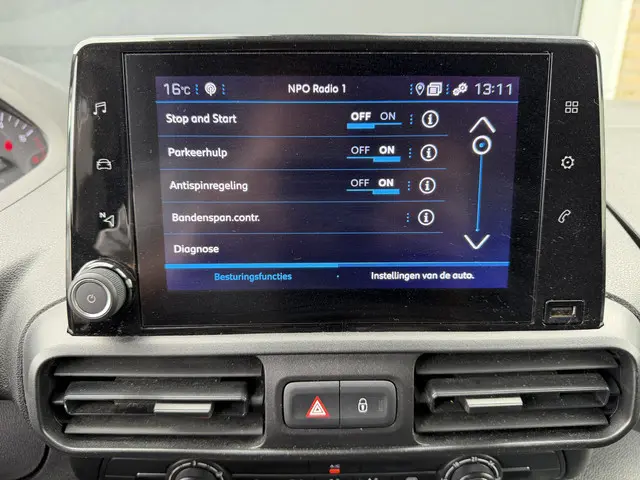 16°C NPO Radio 1 13:11
Stop and Start OFF ON
Parkeerhulp OFF ON
Antispinregeling OFF ON
Bandenspan.contr.
Diagnose
Besturingsfuncties Instellingen van de auto.
N